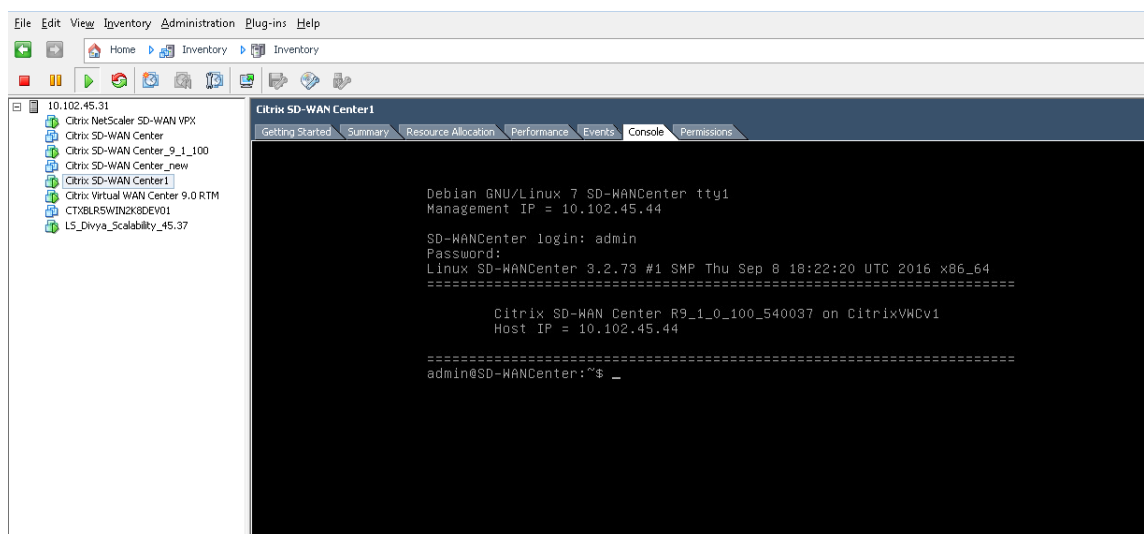 File Edit View Inventory Administration Plug-ins Help
Home Inventory Inventory
10.102.45.31
Citrix NetScaler SD-WAN VPX
Citrix SD-WAN Center
Citrix SD-WAN Center_9_1_100
Citrix SD-WAN Center_new
Citrix SD-WAN Center1
Citrix Virtual WAN Center 9.0 RTM
CTXBLR5WIN2K8DEV01
LS_Divya_Scalability_45.37
Citrix SD-WAN Center1
Getting Started Summary Resource Allocation Performance Events Console Permissions
Debian GNU/Linux 7 SD-WANCenter tty1
Management IP = 10.102.45.44
SD-WANCenter login: admin
Password:
Linux SD-WANCenter 3.2.73 #1 SMP Thu Sep 8 18:22:20 UTC 2016 x86_64
======================================================================
Citrix SD-WAN Center R9_1_0_100_540037 on CitrixVWCv1
Host IP = 10.102.45.44
======================================================================
admin@SD-WANCenter:~$ _